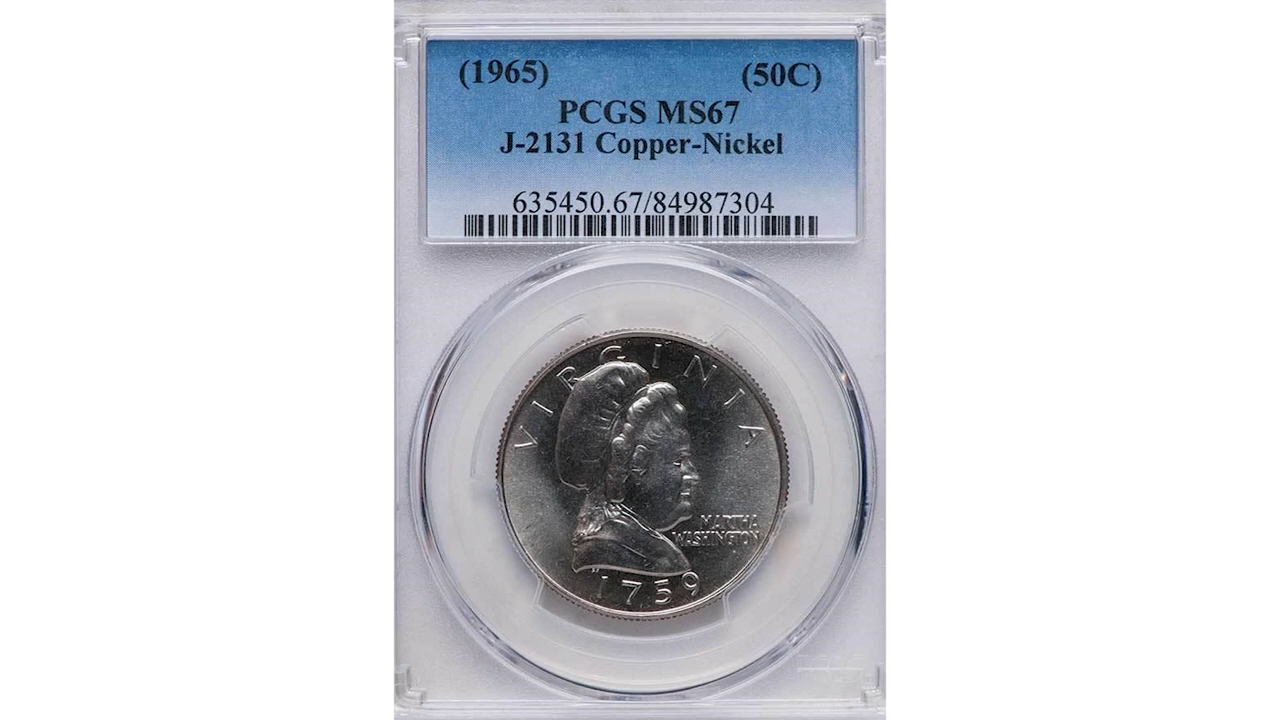 (1965) (50C)
PCGS MS67
J-2131 Copper-Nickel
635450.67/84987304
VIRGINIA
MARTHA
WASHINGTON
1759